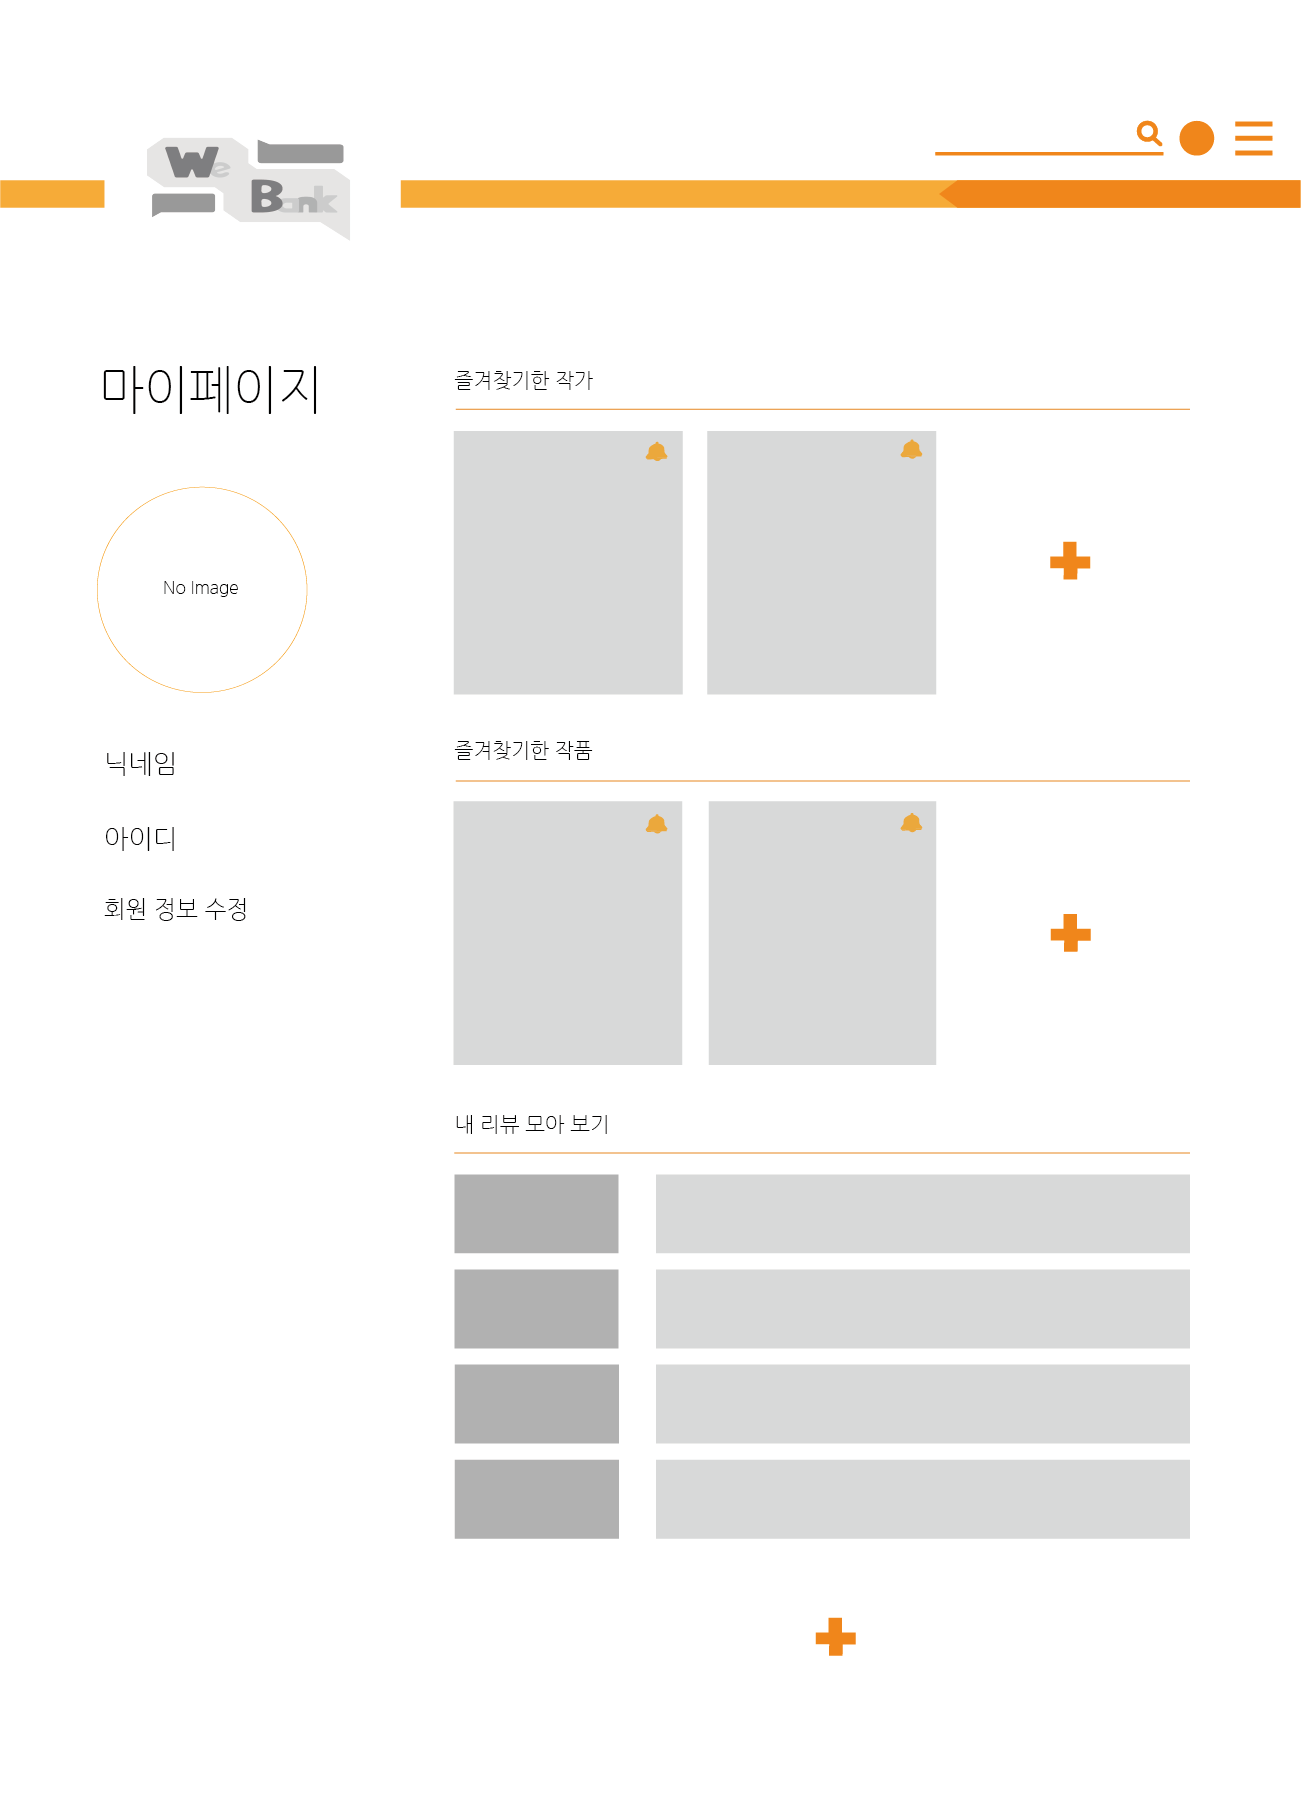 We
Bank
마이페이지
No Image
닉네임
아이디
회원 정보 수정
즐겨찾기한 작가
즐겨찾기한 작품
내 리뷰 모아 보기